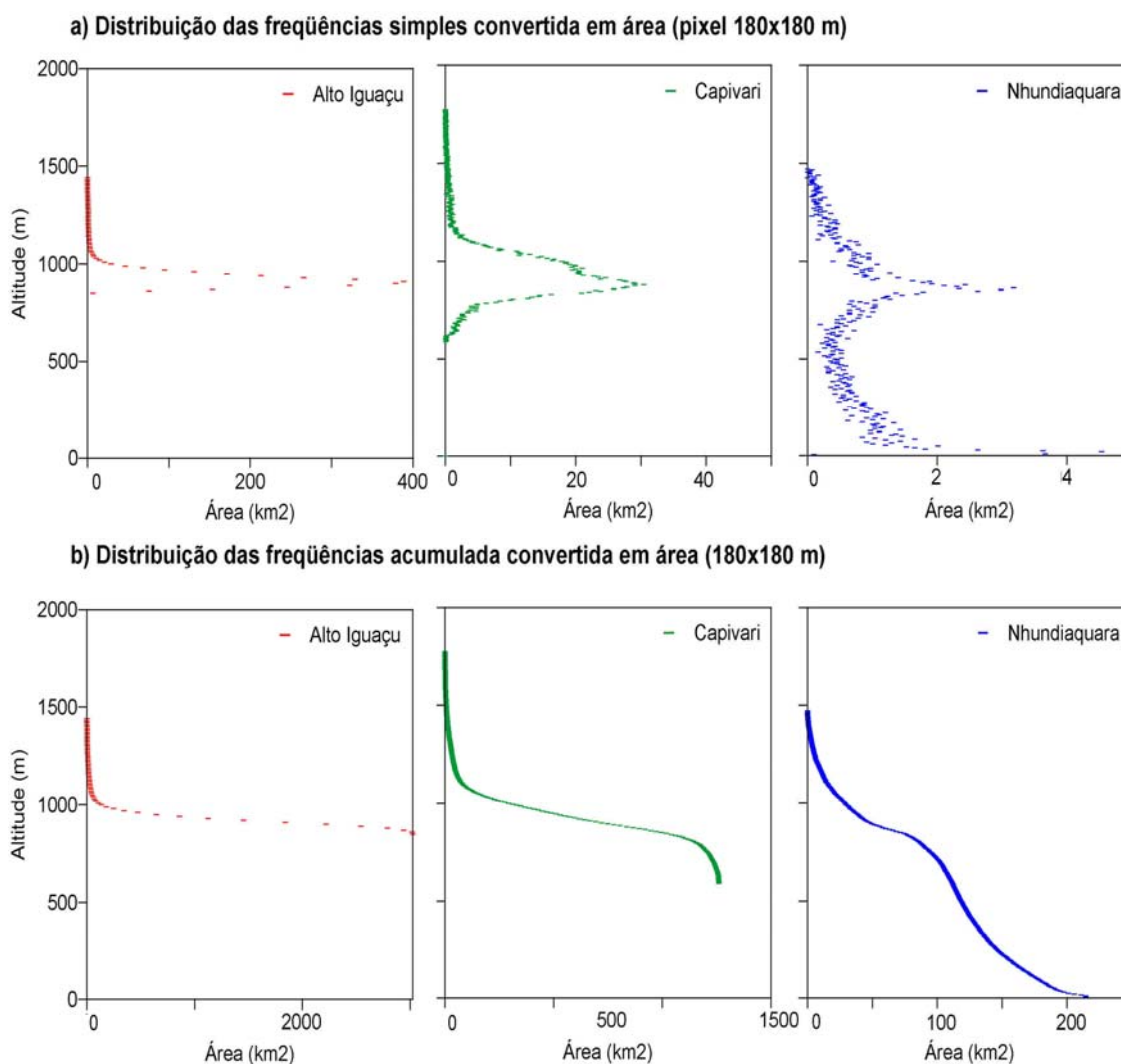 a) Distribuição das freqüências simples convertida em área (pixel 180x180 m)
2000
1500
1000
500
0
Altitude (m)
Alto Iguaçu
0
200
400
Área (km2)
Capivari
0
20
40
Área (km2)
Nhundiaquara
0
2
4
Área (km2)
b) Distribuição das freqüências acumulada convertida em área (180x180 m)
2000
1500
1000
500
0
Altitude (m)
Alto Iguaçu
0
2000
Área (km2)
Capivari
0
500
1500
Área (km2)
Nhundiaquara
0
100
200
Área (km2)